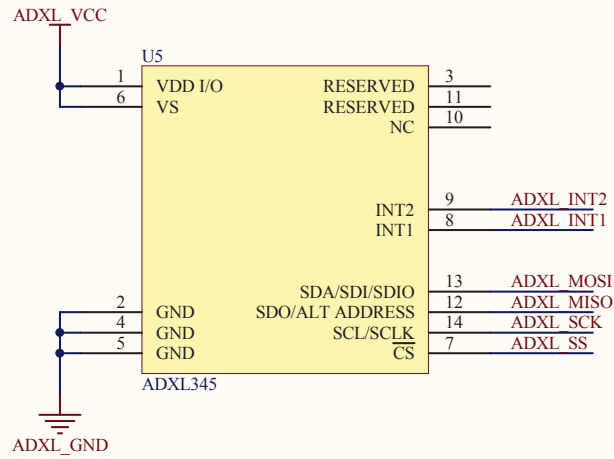 ADXL_VCC
U5
1 VDD I/O RESERVED 3
6 VS RESERVED 11
NC 10
INT2 9 ADXL_INT2
INT1 8 ADXL_INT1
SDA/SDI/SDIO 13 ADXL_MOSI
2 GND SDO/ALT ADDRESS 12 ADXL_MISO
4 GND SCL/SCLK 14 ADXL_SCK
5 GND CS 7 ADXL_SS
ADXL345
ADXL_GND